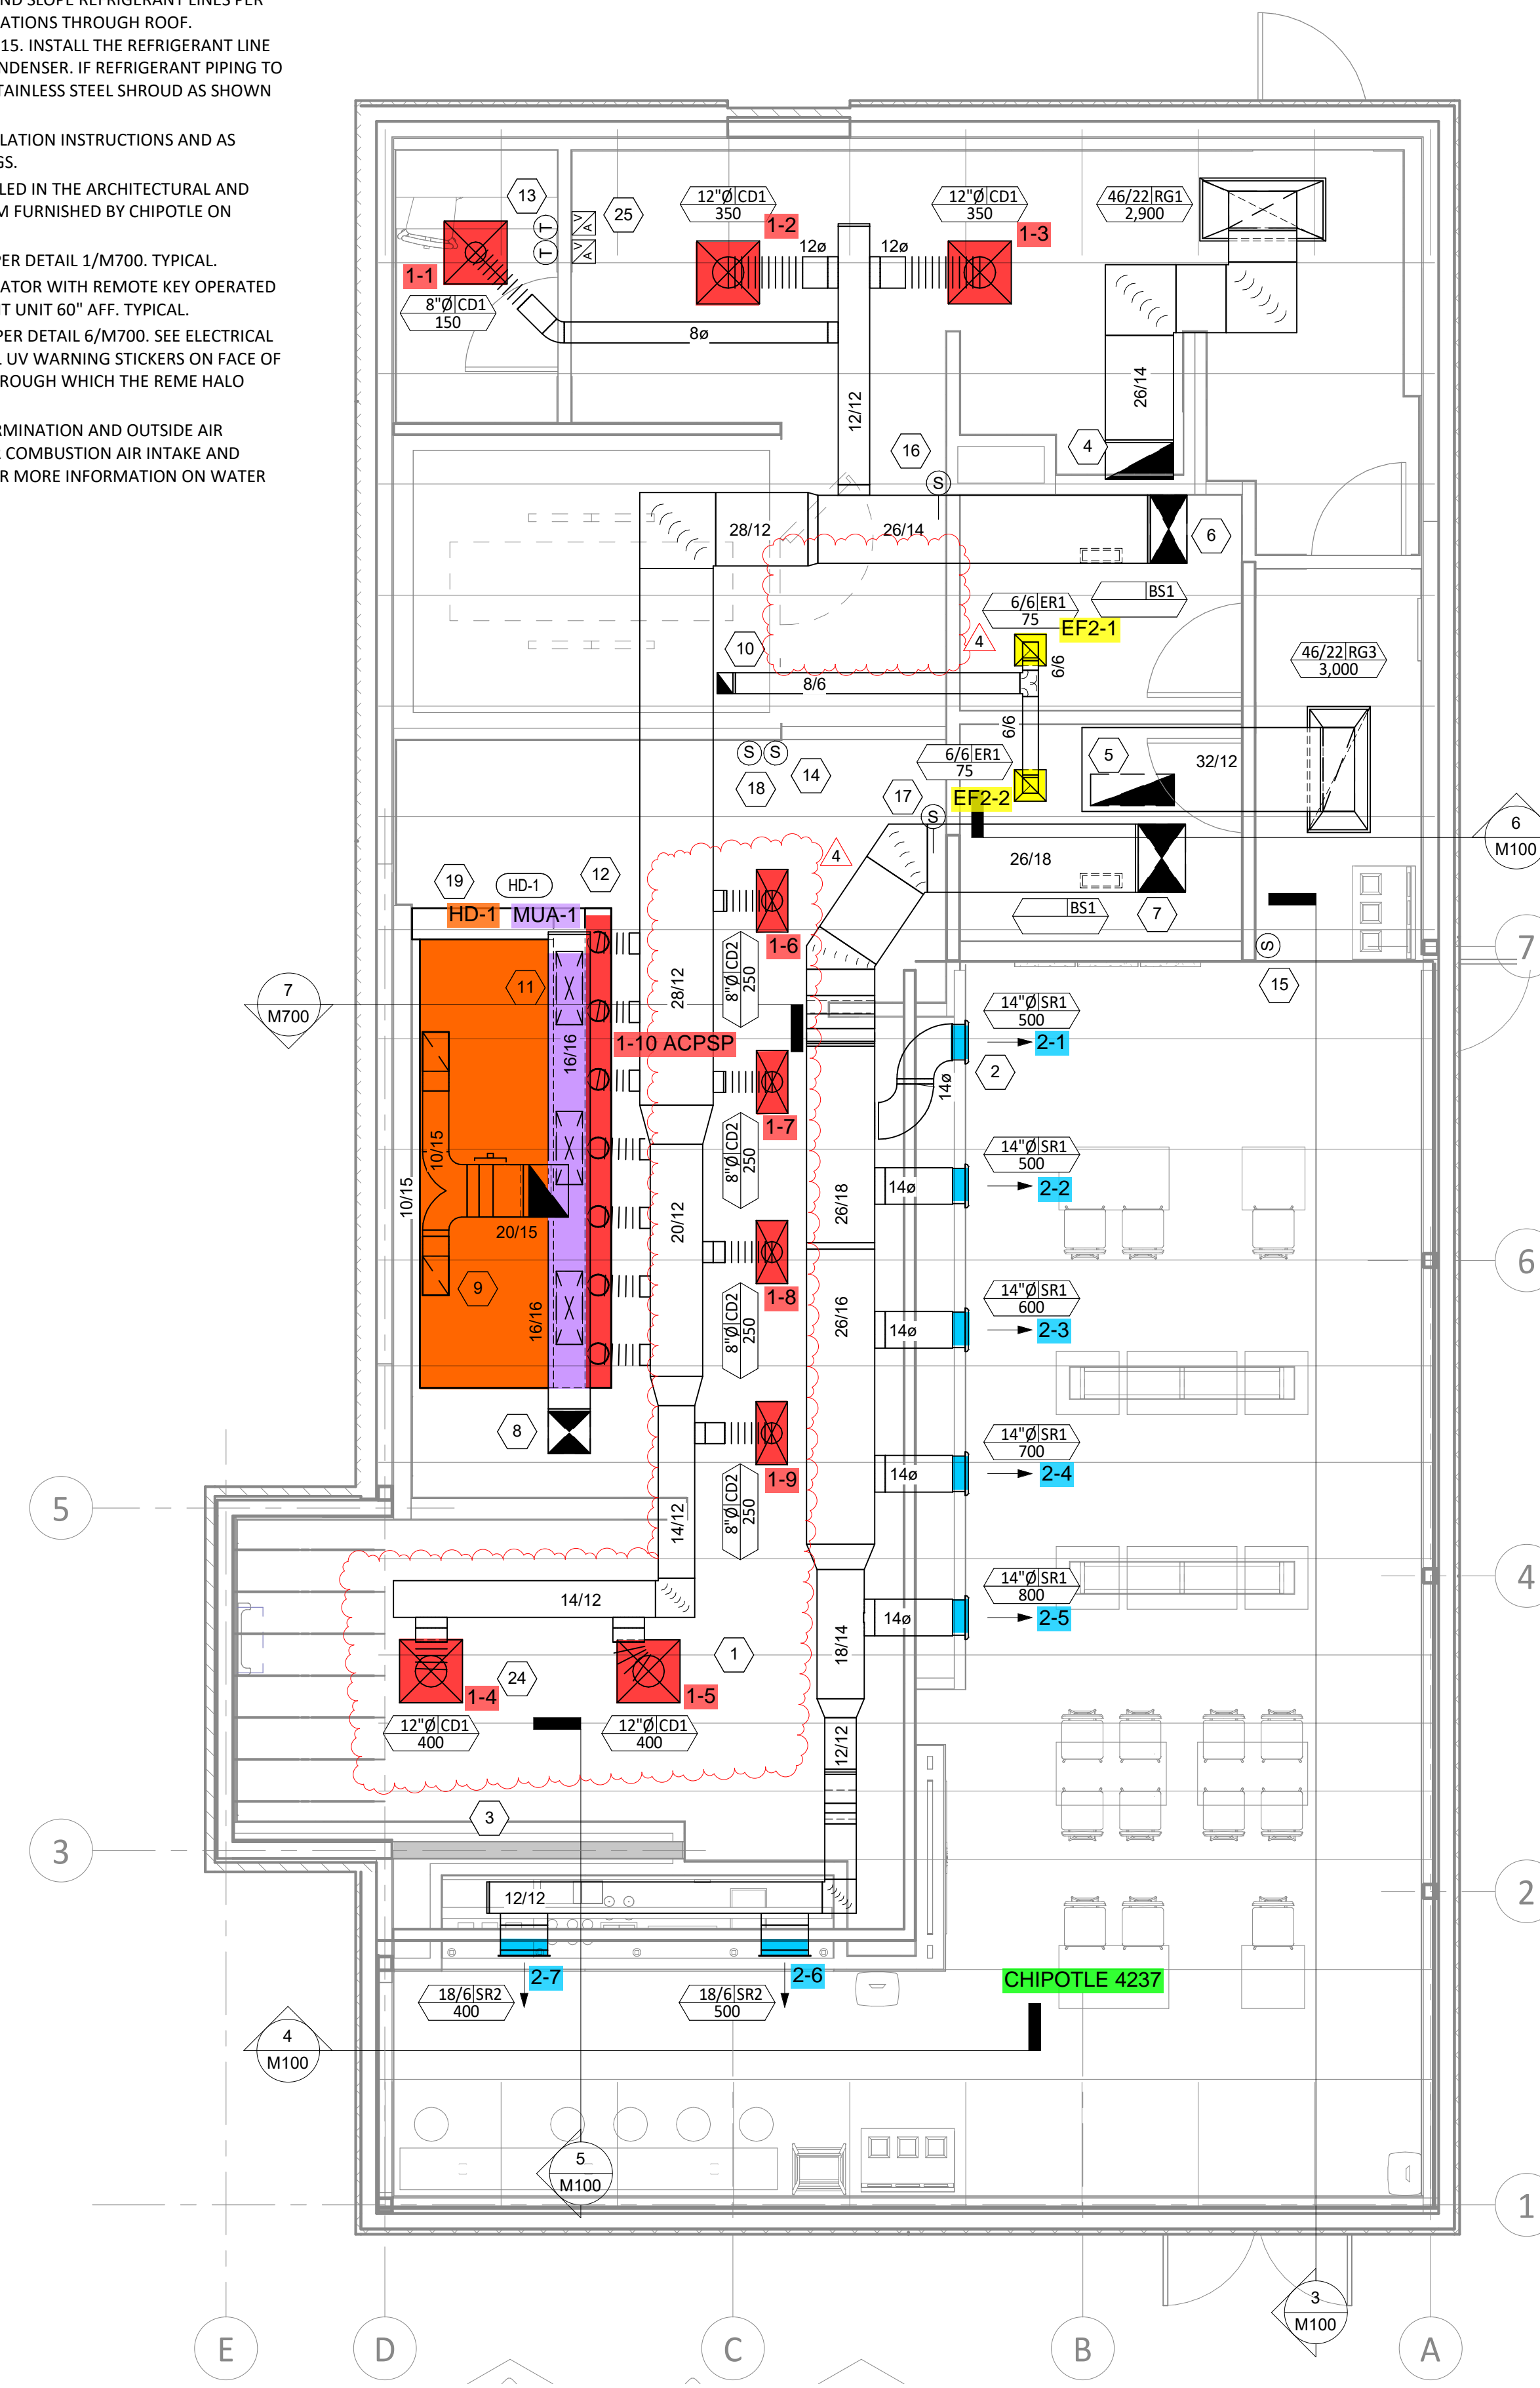 AND SLOPE REFRIGERANT LINES PER
ATIONS THROUGH ROOF.
15. INSTALL THE REFRIGERANT LINE
NDENSER. IF REFRIGERANT PIPING TO
TAINLESS STEEL SHROUD AS SHOWN
LATION INSTRUCTIONS AND AS
GS.
LED IN THE ARCHITECTURAL AND
M FURNISHED BY CHIPOTLE ON
PER DETAIL 1/M700. TYPICAL.
ATOR WITH REMOTE KEY OPERATED
T UNIT 60" AFF. TYPICAL.
PER DETAIL 6/M700. SEE ELECTRICAL
L UV WARNING STICKERS ON FACE OF
ROUGH WHICH THE REME HALO
RMINATION AND OUTSIDE AIR
COMBUSTION AIR INTAKE AND
R MORE INFORMATION ON WATER
13
T
T
V
A
V
A
25
12"Ø CD1
350
1-2
12"Ø CD1
350
1-3
46/22 RG1
2,900
1-1
8"Ø CD1
150
12ø
12ø
8ø
12/12
26/14
16
S
4
28/12
26/14
6
BS1
6/6 ER1
75
EF2-1
4
10
8/6
6/6
6/6
46/22 RG3
3,000
S
S
18
14
6/6 ER1
75
EF2-2
17
S
5
32/12
6
M100
26/18
BS1
7
4
19
HD-1
12
HD-1
MUA-1
11
16/16
1-6
8"Ø CD2
250
28/12
7
M700
1-10 ACPSP
S
15
7
14"Ø SR1
500
2-1
2
14ø
1-7
8"Ø CD2
250
10/15
10/15
20/15
9
16/16
20/12
26/18
14ø
14"Ø SR1
500
2-2
6
1-8
8"Ø CD2
250
26/16
14ø
14"Ø SR1
600
2-3
8
1-9
8"Ø CD2
250
14ø
14"Ø SR1
700
2-4
5
14/12
14/12
4
14ø
14"Ø SR1
800
2-5
18/14
1
1-4
24
1-5
12"Ø CD1
400
12"Ø CD1
400
12/12
3
3
12/12
2
2-7
18/6 SR2
400
2-6
18/6 SR2
500
CHIPOTLE 4237
4
M100
5
M100
1
3
M100
E
D
C
B
A